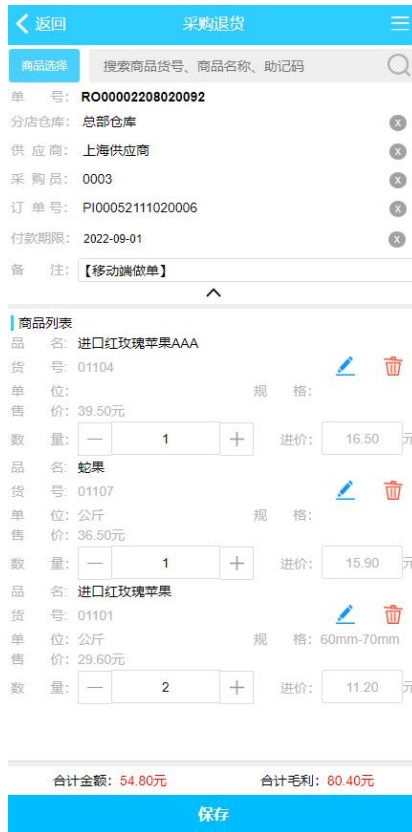 返回 采购退货
商品选择 搜索商品货号、商品名称、助记码
单 号: RO00002208020092
分店仓库: 总部仓库
供 应 商: 上海供应商
采 购 员: 0003
订 单 号: PI00052111020006
付款期限: 2022-09-01
备 注: 【移动端做单】
商品列表
品 名: 进口红玫瑰苹果AAA
货 号: 01104
单 位: 规 格:
售 价: 39.50元
数 量: — 1 + 进价: 16.50 元
品 名: 蛇果
货 号: 01107
单 位: 公斤 规 格:
售 价: 36.50元
数 量: — 1 + 进价: 15.90 元
品 名: 进口红玫瑰苹果
货 号: 01101
单 位: 公斤 规 格: 60mm-70mm
售 价: 29.60元
数 量: — 2 + 进价: 11.20 元
合计金额: 54.80元 合计毛利: 80.40元
保存